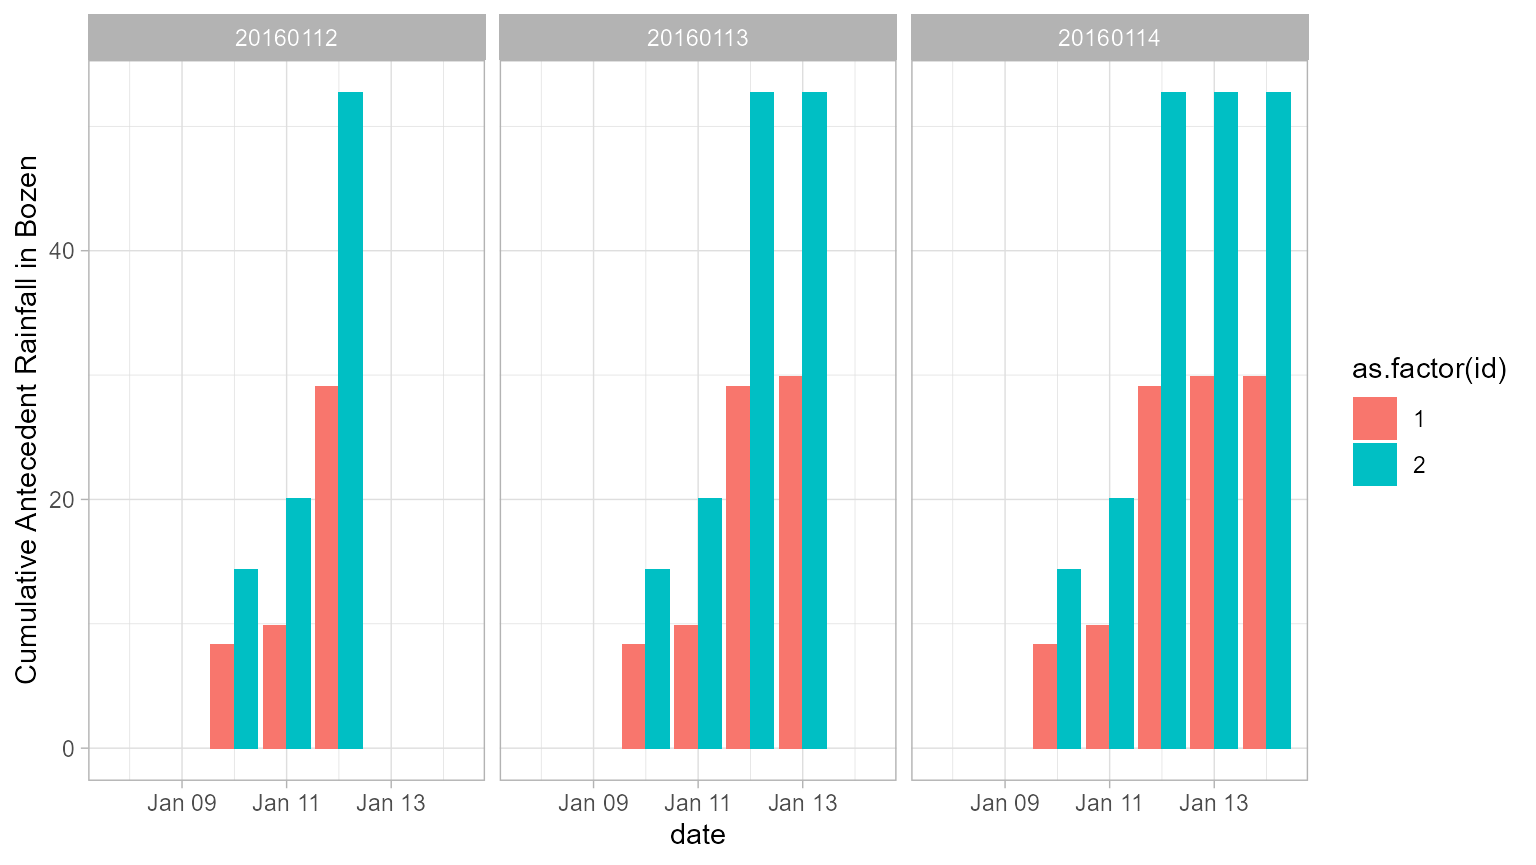 20160112
20160113
20160114
Cumulative Antecedent Rainfall in Bozen
40
20
0
Jan 09
Jan 11
Jan 13
Jan 09
Jan 11
Jan 13
Jan 09
Jan 11
Jan 13
date
as.factor(id)
1
2